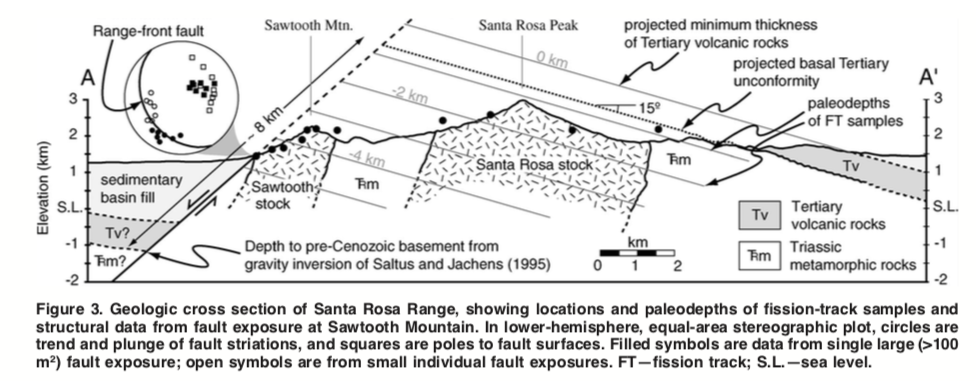 Range-front fault
Sawtooth Mtn.
Santa Rosa Peak
projected minimum thickness
of Tertiary volcanic rocks
projected basal Tertiary
unconformity
paleodepths
of FT samples
A
A'
8 km
0 km
-2 km
-4 km
15º
Elevation (km)
3
2
1
S.L.
-1
-2
3
2
1
S.L.
-1
-2
sedimentary
basin fill
Tv?
T̅m?
Sawtooth
stock
T̅m
Santa Rosa stock
T̅m
Tv
Depth to pre-Cenozoic basement from
gravity inversion of Saltus and Jachens (1995)
km
0 1 2
Tv
Tertiary
volcanic rocks
T̅m
Triassic
metamorphic rocks
Figure 3. Geologic cross section of Santa Rosa Range, showing locations and paleodepths of fission-track samples and
structural data from fault exposure at Sawtooth Mountain. In lower-hemisphere, equal-area stereographic plot, circles are
trend and plunge of fault striations, and squares are poles to fault surfaces. Filled symbols are data from single large (>100
m²) fault exposure; open symbols are from small individual fault exposures. FT—fission track; S.L.—sea level.